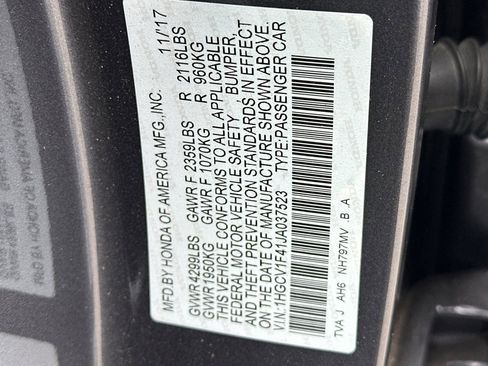 MFD.BY HONDA OF AMERICA MFG.,INC. 11/17
GVWR 4299LBS GAWR F 2359LBS R 2116LBS
GVWR 1950KG GAWR F 1070KG R 960KG
THIS VEHICLE CONFORMS TO ALL APPLICABLE
FEDERAL MOTOR VEHICLE SAFETY, BUMPER,
AND THEFT PREVENTION STANDARDS IN EFFECT
ON THE DATE OF MANUFACTURE SHOWN ABOVE.
V.I.N.:1HGCV1F41JA037523 TYPE:PASSENGER CAR
TVA J AH6 NH797MV B A